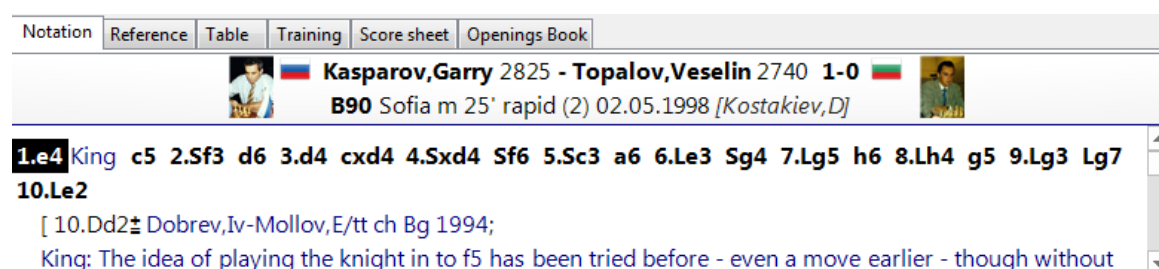 Notation Reference Table Training Score sheet Openings Book
Kasparov,Garry 2825 - Topalov,Veselin 2740 1-0
B90 Sofia m 25' rapid (2) 02.05.1998 [Kostakiev,D]
1.e4 King c5 2.Sf3 d6 3.d4 cxd4 4.Sxd4 Sf6 5.Sc3 a6 6.Le3 Sg4 7.Lg5 h6 8.Lh4 g5 9.Lg3 Lg7
10.Le2
[ 10.Dd2± Dobrev,Iv-Mollov,E/tt ch Bg 1994;
King: The idea of playing the knight in to f5 has been tried before - even a move earlier - though without